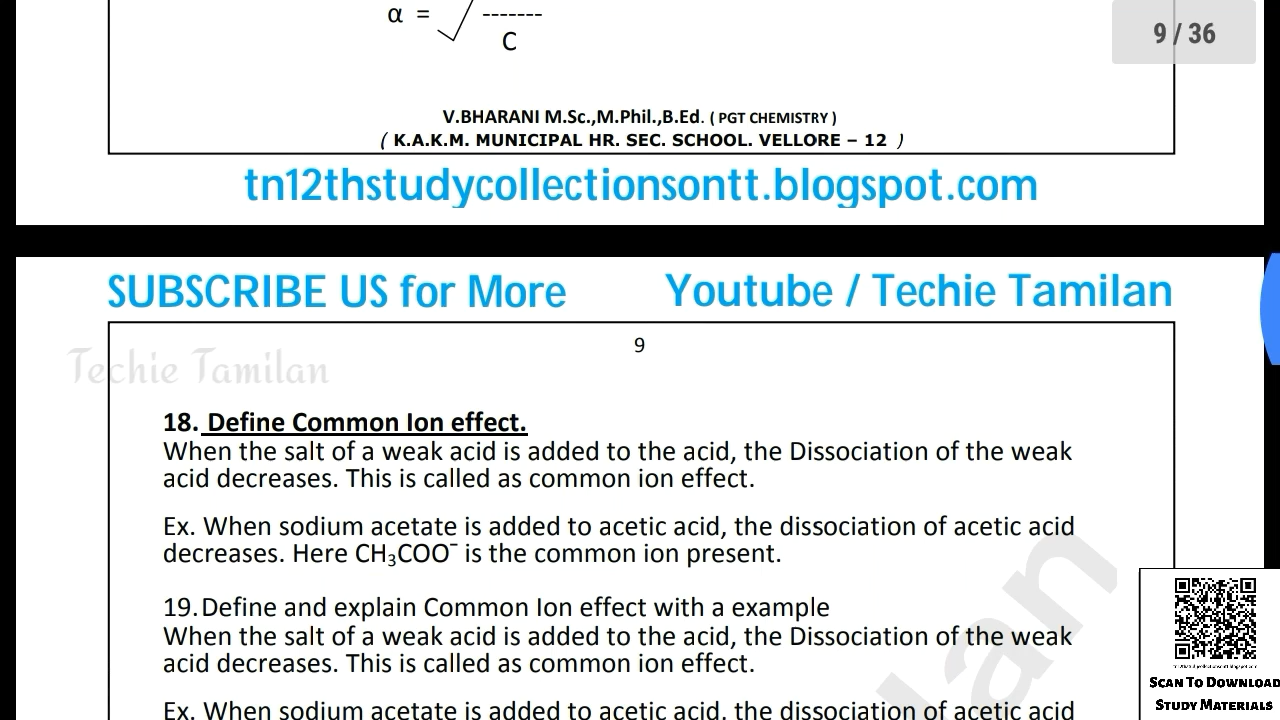 α = √ -------
C
9 / 36
V.BHARANI M.Sc.,M.Phil.,B.Ed. ( PGT CHEMISTRY )
( K.A.K.M. MUNICIPAL HR. SEC. SCHOOL. VELLORE – 12 )
tn12thstudycollectionsontt.blogspot.com
SUBSCRIBE US for More Youtube / Techie Tamilan
9
Techie Tamilan
18. Define Common Ion effect.
When the salt of a weak acid is added to the acid, the Dissociation of the weak
acid decreases. This is called as common ion effect.
Ex. When sodium acetate is added to acetic acid, the dissociation of acetic acid
decreases. Here CH₃COO⁻ is the common ion present.
19. Define and explain Common Ion effect with a example
When the salt of a weak acid is added to the acid, the Dissociation of the weak
acid decreases. This is called as common ion effect.
Ex. When sodium acetate is added to acetic acid, the dissociation of acetic acid
SCAN TO DOWNLOAD
STUDY MATERIALS